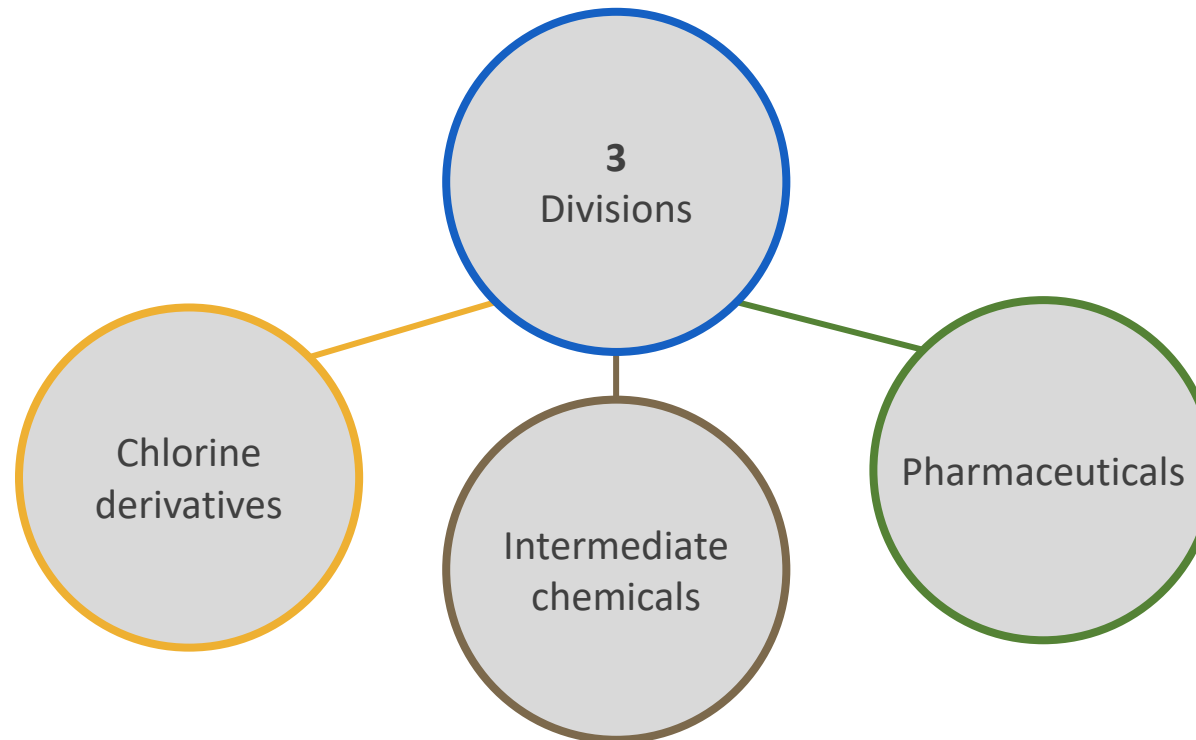 3
Divisions
Chlorine
derivatives
Intermediate
chemicals
Pharmaceuticals